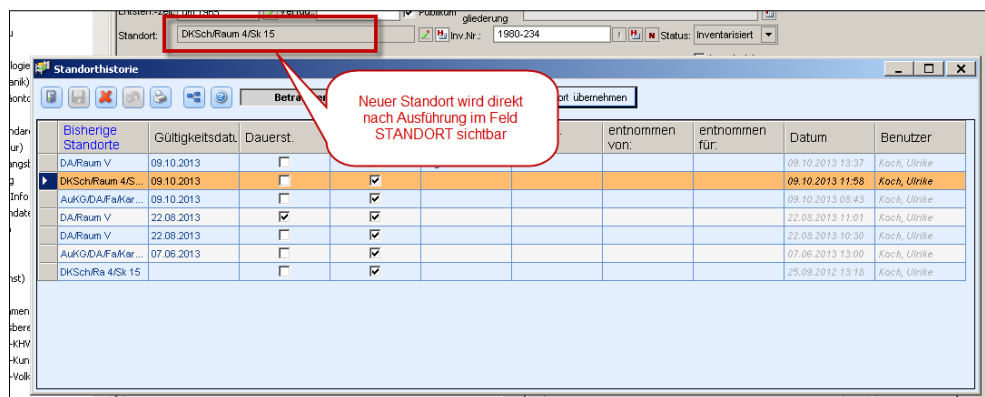 Publikum
gliederung
Standort:
DKSch/Raum 4/Sk 15
Inv.Nr.:
1980-234
Status:
Inventarisiert
Standorthistorie
Neuer Standort wird direkt
nach Ausführung im Feld
STANDORT sichtbar
übernehmen
Bisherige
Standorte
Gültigkeitsdatu
Dauerst.
entnommen
von:
entnommen
für:
Datum
Benutzer
DA/Raum V 09.10.2013 09.10.2013 13:37 Koch, Ulrike
DKSch/Raum 4/S... 09.10.2013 09.10.2013 11:58 Koch, Ulrike
AuKG/DA/Fa/Kar... 09.10.2013 09.10.2013 08:43 Koch, Ulrike
DA/Raum V 22.08.2013 22.08.2013 11:01 Koch, Ulrike
DA/Raum V 22.08.2013 22.08.2013 10:30 Koch, Ulrike
AuKG/DA/Fa/Kar... 07.06.2013 07.06.2013 13:00 Koch, Ulrike
DKSch/Ra 4/Sk 15 25.09.2012 13:18 Koch, Ulrike